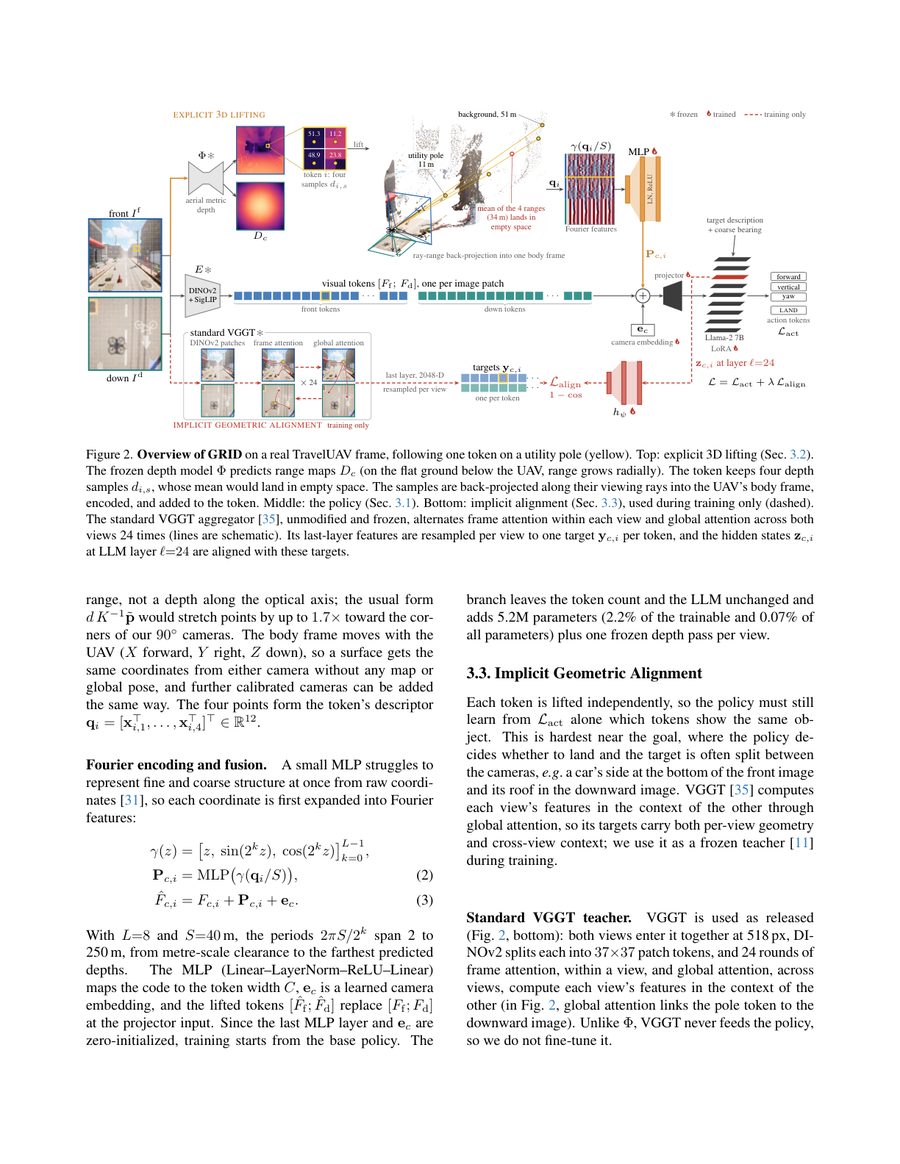 EXPLICIT 3D LIFTING
background, 51 m
✻ frozen trained training only
Φ✻
51.3 11.2
48.9 23.8
lift
utility pole
11 m
γ(q_i/S)
MLP
aerial metric
depth
token i: four
samples d_{i,s}
q_i
LN, ReLU
front I^f
D_c
mean of the 4 ranges
(34 m) lands in
empty space
Fourier features
target description
+ coarse bearing
ray-range back-projection into one body frame
P_{c,i}
E✻
DINOv2
+ SigLIP
visual tokens [F_f; F_d], one per image patch
projector
forward
vertical
yaw
LAND
front tokens
down tokens
+
e_c
camera embedding
Llama-2 7B
LoRA
action tokens
L_act
standard VGGT✻
DINOv2 patches frame attention global attention
× 24
last layer, 2048-D
resampled per view
targets y_{c,i}
one per token
L_align
1 − cos
h_ψ
z_{c,i} at layer ℓ=24
L = L_act + λ L_align
down I^d
IMPLICIT GEOMETRIC ALIGNMENT training only
Figure 2. Overview of GRID on a real TravelUAV frame, following one token on a utility pole (yellow). Top: explicit 3D lifting (Sec. 3.2).
The frozen depth model Φ predicts range maps D_c (on the flat ground below the UAV, range grows radially). The token keeps four depth
samples d_{i,s}, whose mean would land in empty space. The samples are back-projected along their viewing rays into the UAV's body frame,
encoded, and added to the token. Middle: the policy (Sec. 3.1). Bottom: implicit alignment (Sec. 3.3), used during training only (dashed).
The standard VGGT aggregator [35], unmodified and frozen, alternates frame attention within each view and global attention across both
views 24 times (lines are schematic). Its last-layer features are resampled per view to one target y_{c,i} per token, and the hidden states z_{c,i}
at LLM layer ℓ=24 are aligned with these targets.
range, not a depth along the optical axis; the usual form
d K^{−1}p̃ would stretch points by up to 1.7× toward the cor-
ners of our 90° cameras. The body frame moves with the
UAV (X forward, Y right, Z down), so a surface gets the
same coordinates from either camera without any map or
global pose, and further calibrated cameras can be added
the same way. The four points form the token's descriptor
q_i = [x_{i,1}^⊤, . . . , x_{i,4}^⊤]^⊤ ∈ ℝ^{12}.
Fourier encoding and fusion. A small MLP struggles to
represent fine and coarse structure at once from raw coordi-
nates [31], so each coordinate is first expanded into Fourier
features:
γ(z) = [z, sin(2^k z), cos(2^k z)]_{k=0}^{L−1},
P_{c,i} = MLP(γ(q_i/S)), (2)
F̂_{c,i} = F_{c,i} + P_{c,i} + e_c. (3)
With L=8 and S=40 m, the periods 2πS/2^k span 2 to
250 m, from metre-scale clearance to the farthest predicted
depths. The MLP (Linear–LayerNorm–ReLU–Linear)
maps the code to the token width C, e_c is a learned camera
embedding, and the lifted tokens [F̂_f; F̂_d] replace [F_f; F_d]
at the projector input. Since the last MLP layer and e_c are
zero-initialized, training starts from the base policy. The
branch leaves the token count and the LLM unchanged and
adds 5.2M parameters (2.2% of the trainable and 0.07% of
all parameters) plus one frozen depth pass per view.
3.3. Implicit Geometric Alignment
Each token is lifted independently, so the policy must still
learn from L_act alone which tokens show the same ob-
ject. This is hardest near the goal, where the policy de-
cides whether to land and the target is often split between
the cameras, e.g. a car's side at the bottom of the front image
and its roof in the downward image. VGGT [35] computes
each view's features in the context of the other through
global attention, so its targets carry both per-view geometry
and cross-view context; we use it as a frozen teacher [11]
during training.
Standard VGGT teacher. VGGT is used as released
(Fig. 2, bottom): both views enter it together at 518 px, DI-
NOv2 splits each into 37×37 patch tokens, and 24 rounds of
frame attention, within a view, and global attention, across
views, compute each view's features in the context of the
other (in Fig. 2, global attention links the pole token to the
downward image). Unlike Φ, VGGT never feeds the policy,
so we do not fine-tune it.